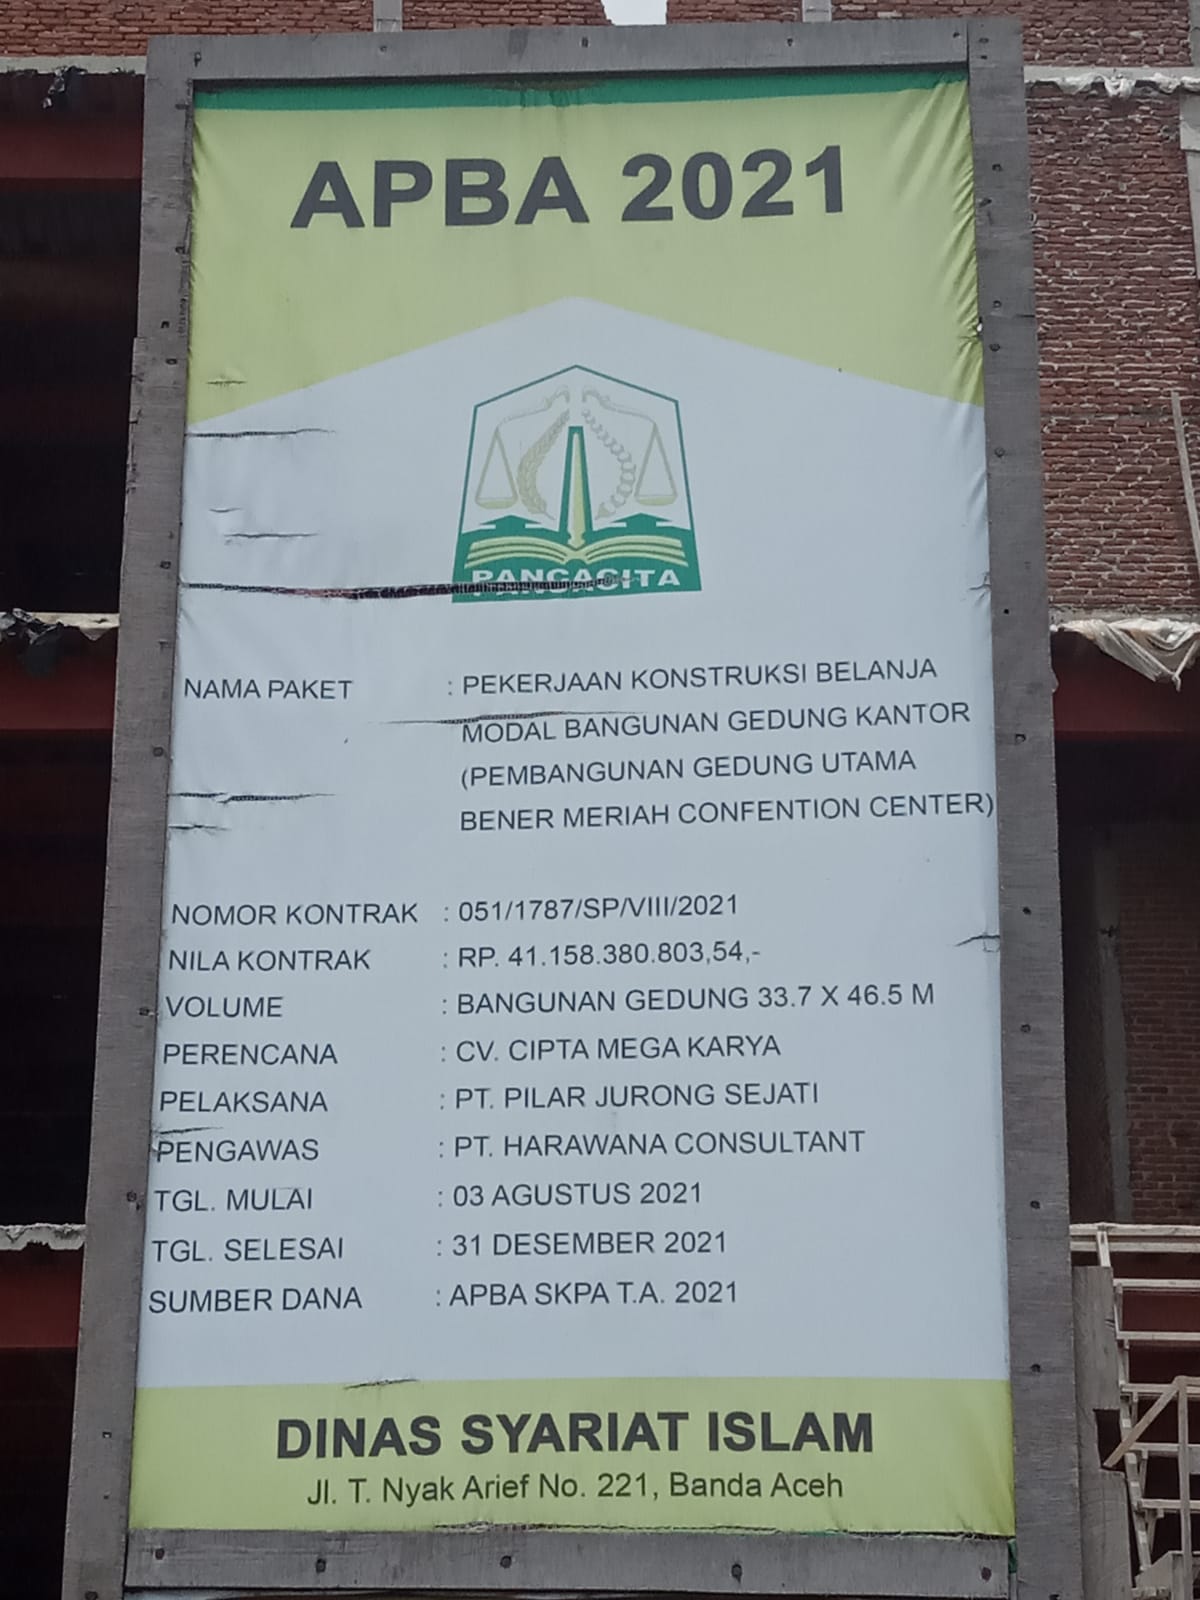 APBA 2021
PANCACITA
NAMA PAKET : PEKERJAAN KONSTRUKSI BELANJA
MODAL BANGUNAN GEDUNG KANTOR
(PEMBANGUNAN GEDUNG UTAMA
BENER MERIAH CONFENTION CENTER)
NOMOR KONTRAK : 051/1787/SP/VIII/2021
NILA KONTRAK : RP. 41.158.380.803,54,-
VOLUME : BANGUNAN GEDUNG 33.7 X 46.5 M
PERENCANA : CV. CIPTA MEGA KARYA
PELAKSANA : PT. PILAR JURONG SEJATI
PENGAWAS : PT. HARAWANA CONSULTANT
TGL. MULAI : 03 AGUSTUS 2021
TGL. SELESAI : 31 DESEMBER 2021
SUMBER DANA : APBA SKPA T.A. 2021
DINAS SYARIAT ISLAM
Jl. T. Nyak Arief No. 221, Banda Aceh